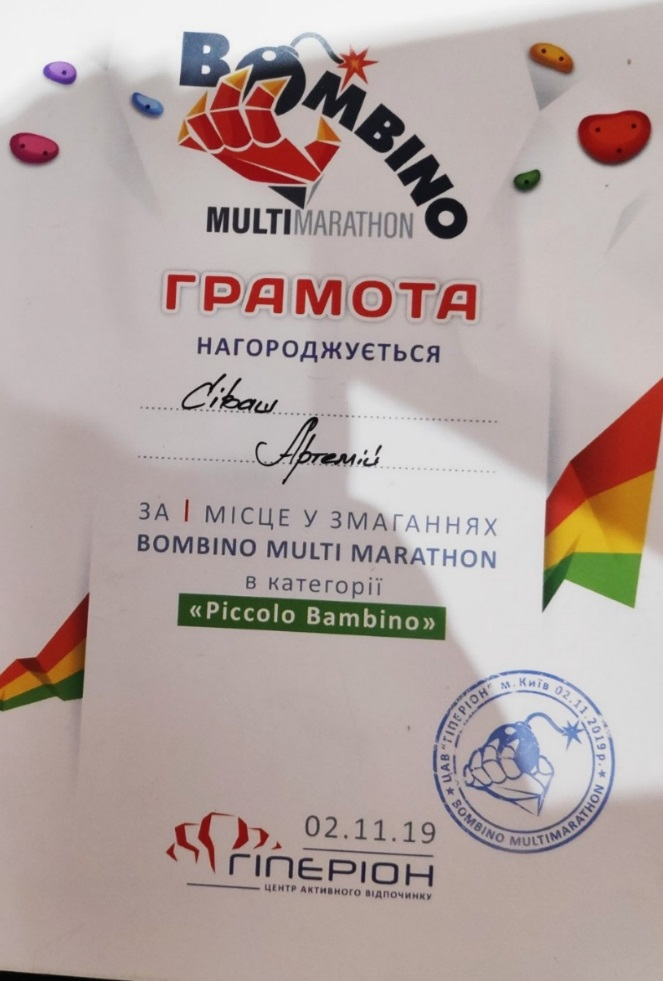 BOMBINO
MULTIMARATHON
ГРАМОТА
НАГОРОДЖУЄТЬСЯ
Сіваш
Артемій
ЗА І МІСЦЕ У ЗМАГАННЯХ
BOMBINO MULTI MARATHON
в категорії
«Piccolo Bambino»
ЦАВ "ГІПЕРІОН" м. Київ 02.11.2019р.
BOMBINO MULTIMARATHON
02.11.19
ГІПЕРІОН
ЦЕНТР АКТИВНОГО ВІДПОЧИНКУ